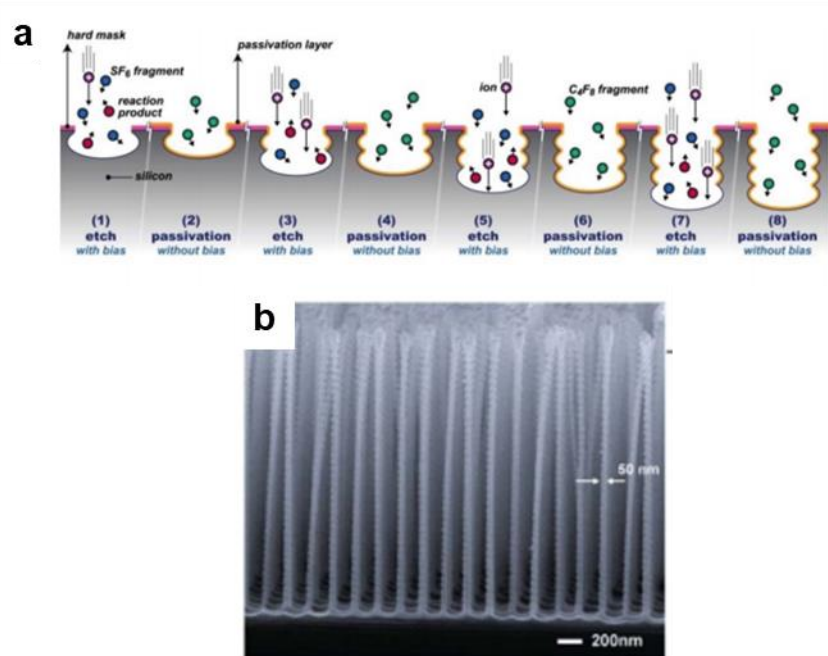 a
hard mask
SF6 fragment
reaction
product
passivation layer
ion
C4F8 fragment
silicon
(1)
etch
with bias
(2)
passivation
without bias
(3)
etch
with bias
(4)
passivation
without bias
(5)
etch
with bias
(6)
passivation
without bias
(7)
etch
with bias
(8)
passivation
without bias
b
50 nm
200nm